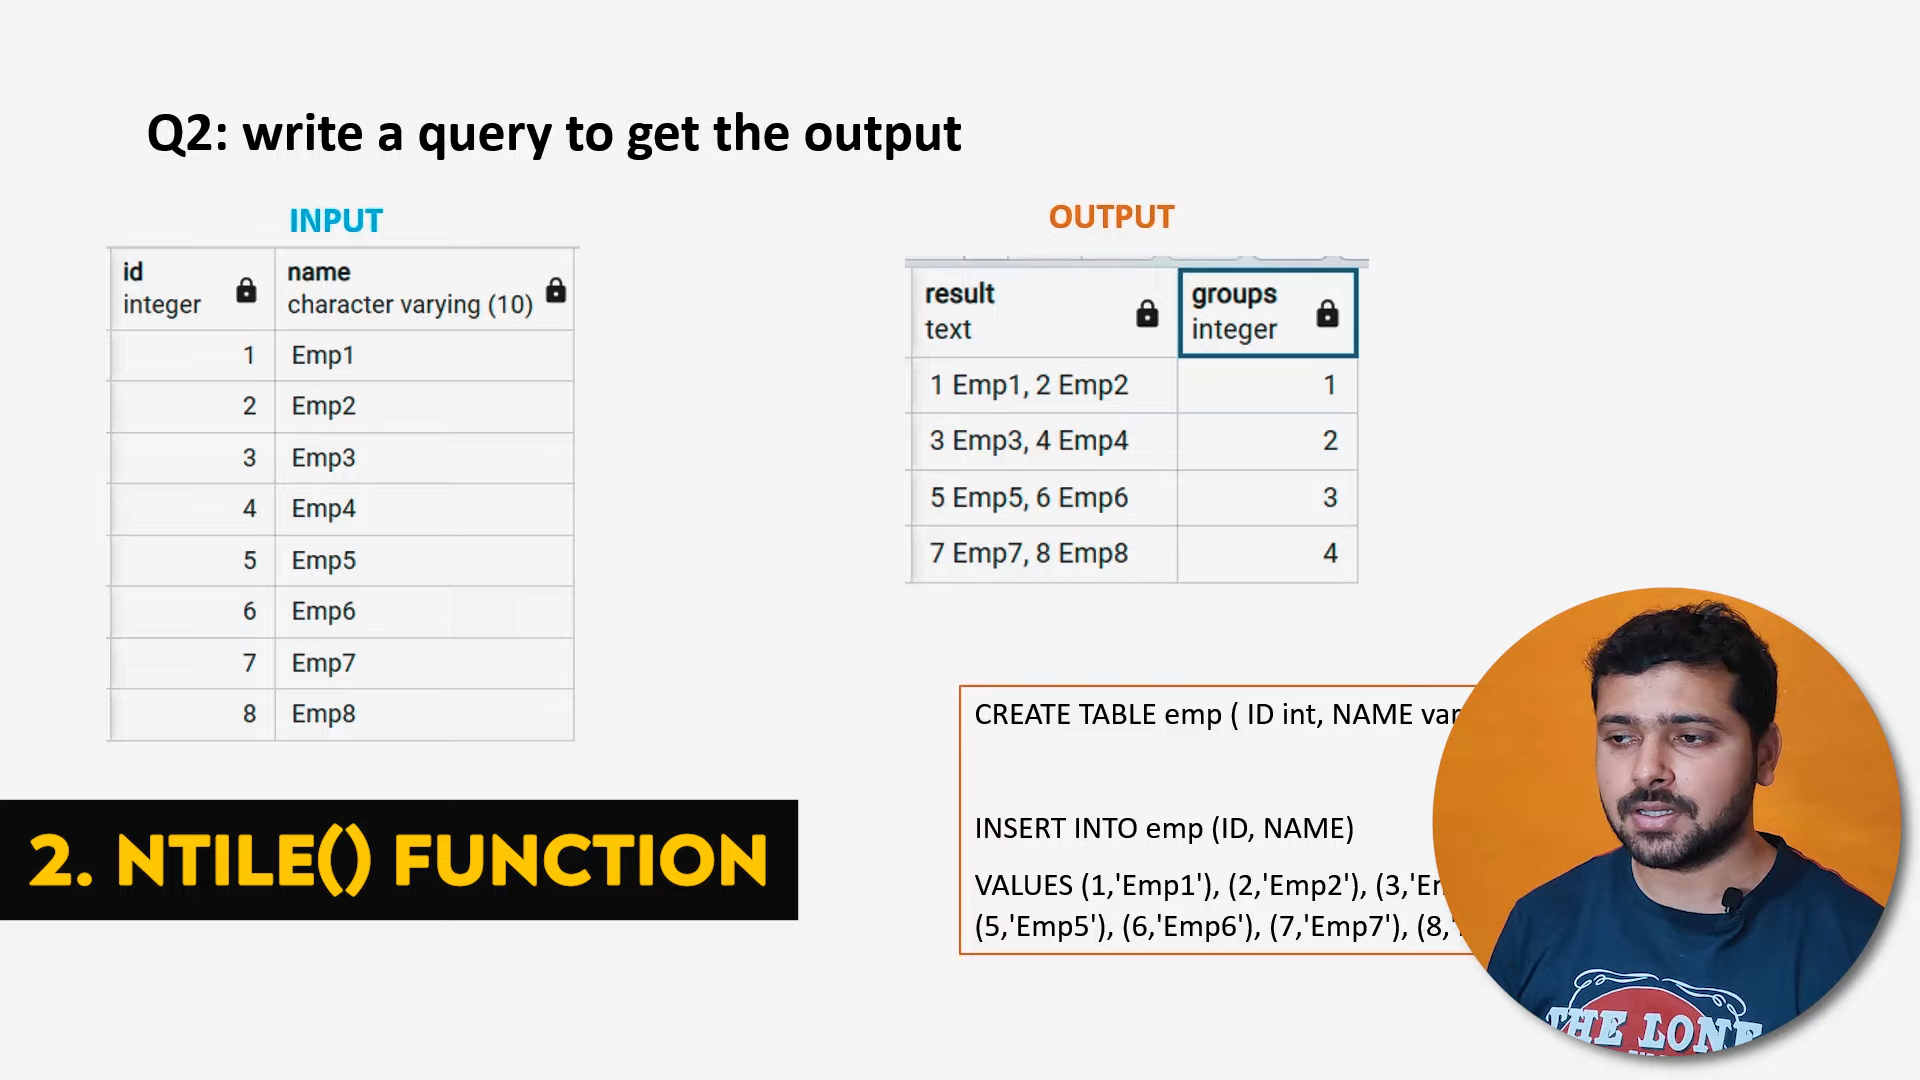 Q2: write a query to get the output
INPUT
id
integer
name
character varying (10)
1 Emp1
2 Emp2
3 Emp3
4 Emp4
5 Emp5
6 Emp6
7 Emp7
8 Emp8
OUTPUT
result
text
groups
integer
1 Emp1, 2 Emp2 1
3 Emp3, 4 Emp4 2
5 Emp5, 6 Emp6 3
7 Emp7, 8 Emp8 4
CREATE TABLE emp ( ID int, NAME var
INSERT INTO emp (ID, NAME)
VALUES (1,'Emp1'), (2,'Emp2'), (3,'Em
(5,'Emp5'), (6,'Emp6'), (7,'Emp7'), (8,'
2. NTILE() FUNCTION
THE LONE